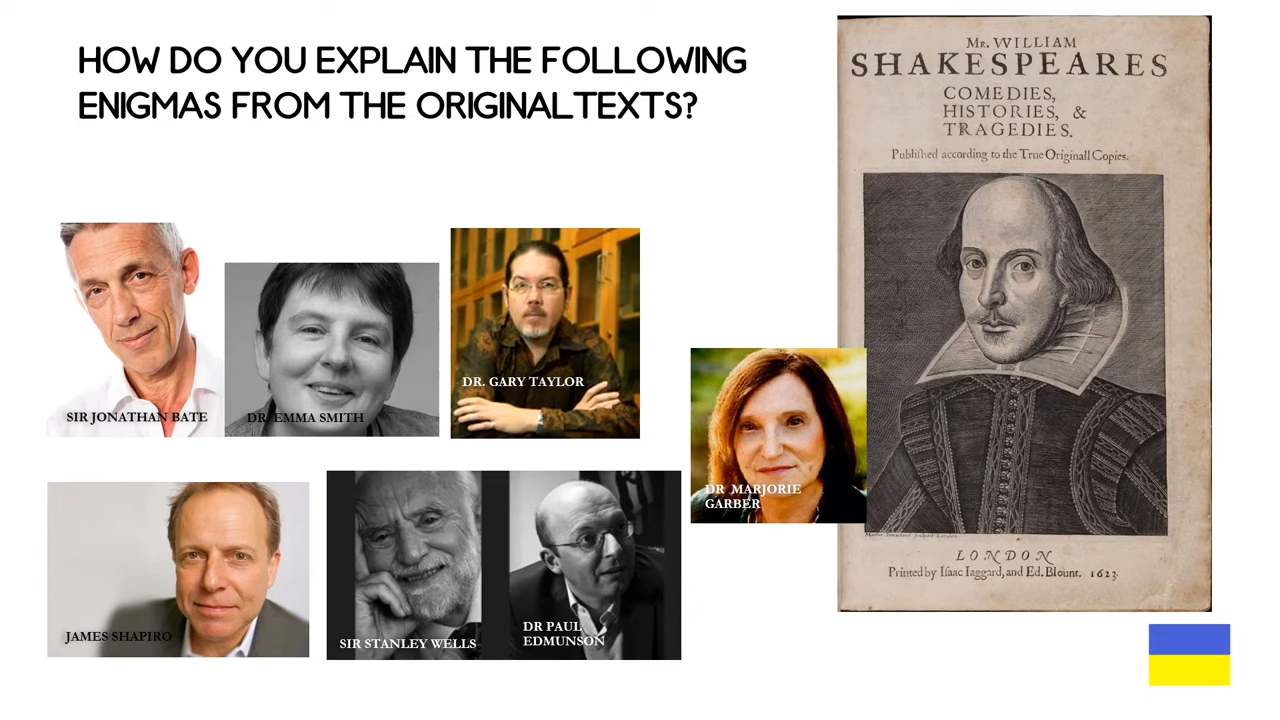 HOW DO YOU EXPLAIN THE FOLLOWING
ENIGMAS FROM THE ORIGINAL TEXTS?
Mr. WILLIAM
SHAKESPEARES
COMEDIES,
HISTORIES, &
TRAGEDIES.
Publiſhed according to the True Originall Copies.
SIR JONATHAN BATE
DR. EMMA SMITH
DR. GARY TAYLOR
DR MARJORIE
GARBER
JAMES SHAPIRO
SIR STANLEY WELLS
DR PAUL
EDMUNSON
LONDON
Printed by Iſaac Iaggard, and Ed. Blount. 1623.